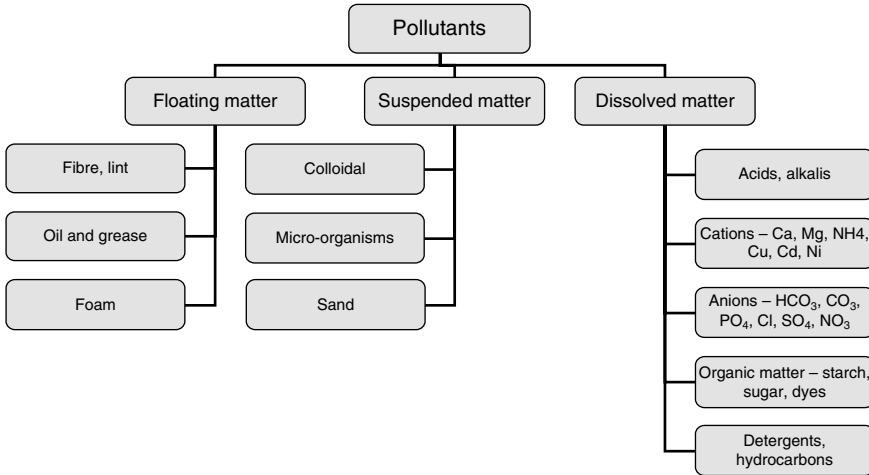 Pollutants
Floating matter
Suspended matter
Dissolved matter
Fibre, lint
Oil and grease
Foam
Colloidal
Micro-organisms
Sand
Acids, alkalis
Cations – Ca, Mg, NH4,
Cu, Cd, Ni
Anions – HCO₃, CO₃,
PO₄, Cl, SO₄, NO₃
Organic matter – starch,
sugar, dyes
Detergents,
hydrocarbons